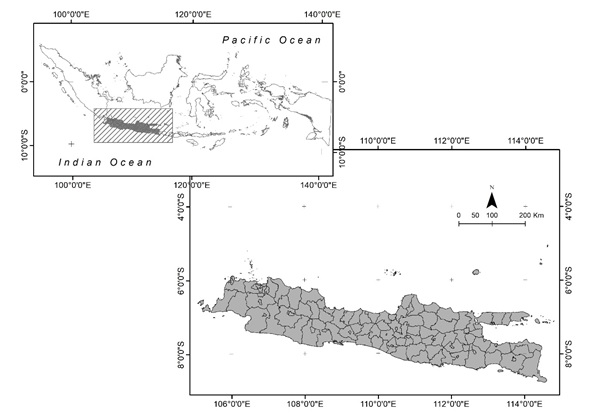 100°0'0" 120°0'0" 140°0'0"
Pacific Ocean
0°0'0" 0°0'0"
10°0'0"S 10°0'0"S
Indian Ocean
100°0'0" 120°0'0" 140°0'0"
110°0'0"E 112°0'0"E 114°0'0"E
4°0'0"S 4°0'0"S
N
0 50 100 200 Km
6°0'0"S 6°0'0"S
8°0'0"S 8°0'0"S
106°0'0"E 108°0'0"E 110°0'0"E 112°0'0"E 114°0'0"E